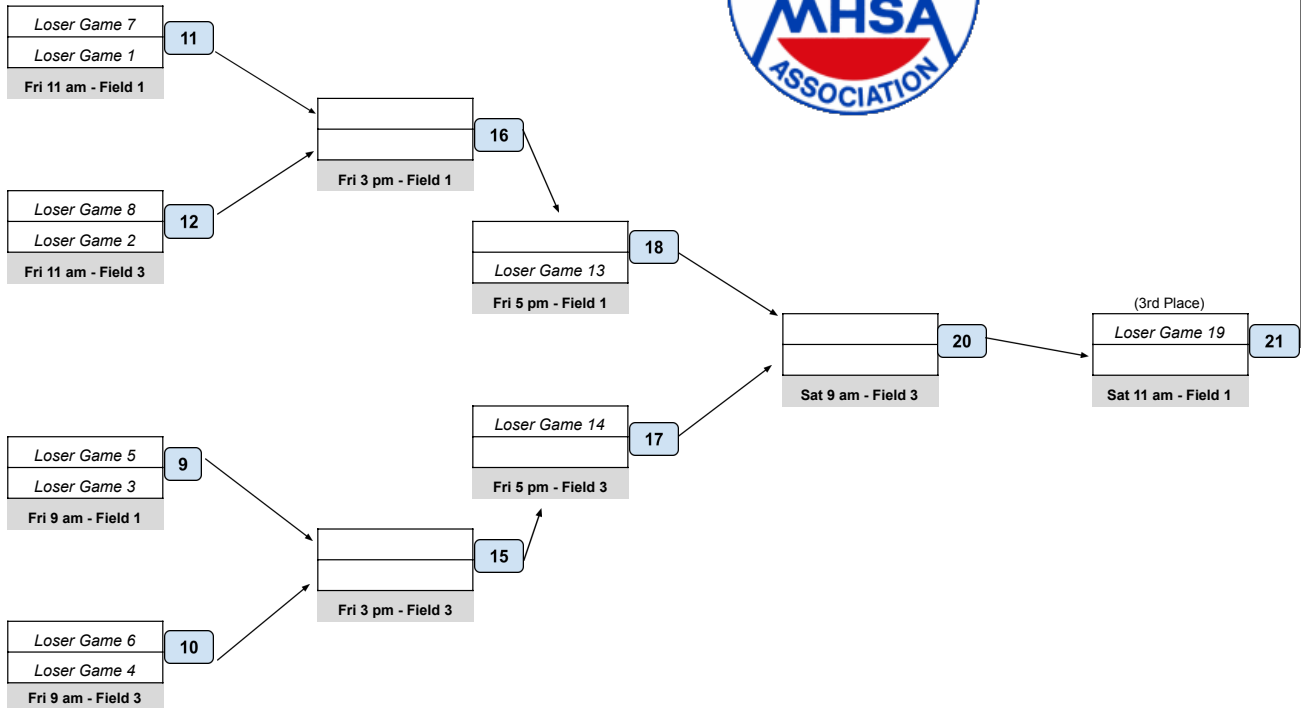 MHSA
ASSOCIATION
Loser Game 7
11
Loser Game 1
Fri 11 am - Field 1
16
Fri 3 pm - Field 1
Loser Game 8
12
Loser Game 2
Fri 11 am - Field 3
18
Loser Game 13
Fri 5 pm - Field 1
(3rd Place)
Loser Game 19
20
21
Sat 9 am - Field 3
Sat 11 am - Field 1
Loser Game 14
17
Fri 5 pm - Field 3
Loser Game 5
9
Loser Game 3
Fri 9 am - Field 1
15
Fri 3 pm - Field 3
Loser Game 6
10
Loser Game 4
Fri 9 am - Field 3